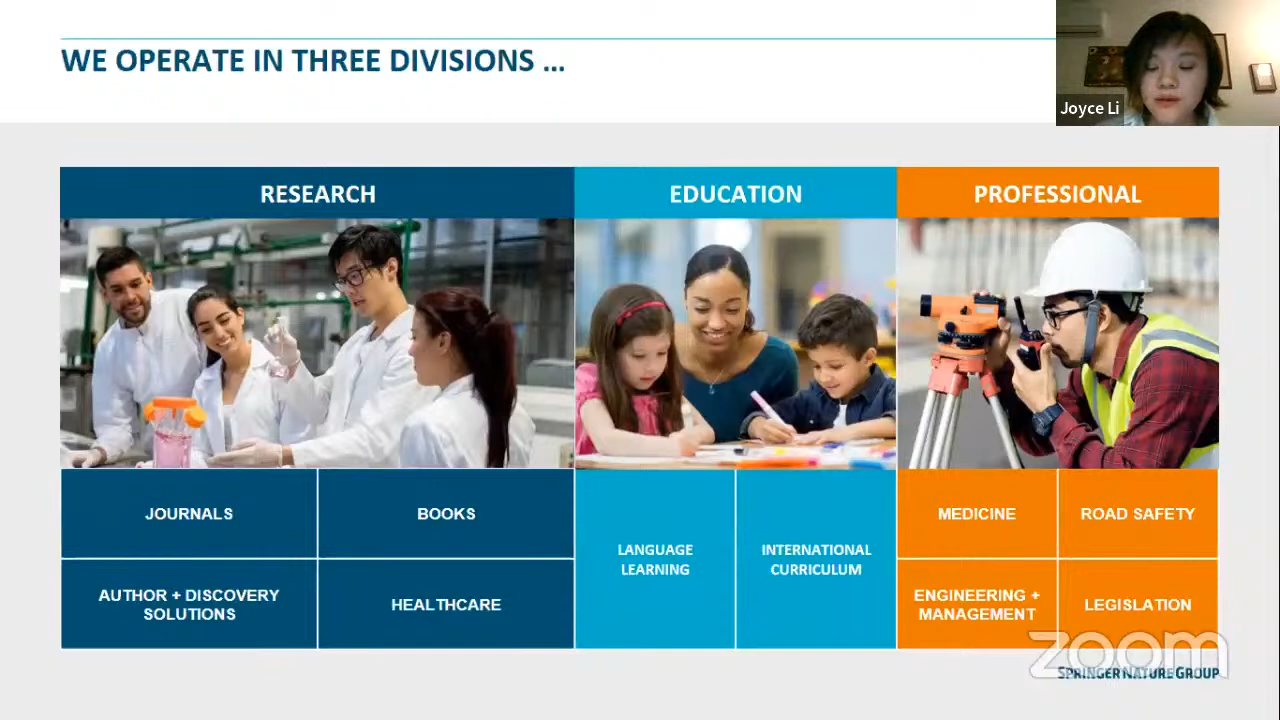 WE OPERATE IN THREE DIVISIONS ...
Joyce Li
RESEARCH
EDUCATION
PROFESSIONAL
JOURNALS
BOOKS
AUTHOR + DISCOVERY
SOLUTIONS
HEALTHCARE
LANGUAGE
LEARNING
INTERNATIONAL
CURRICULUM
MEDICINE
ROAD SAFETY
ENGINEERING +
MANAGEMENT
LEGISLATION
zoom
SPRINGER NATURE GROUP